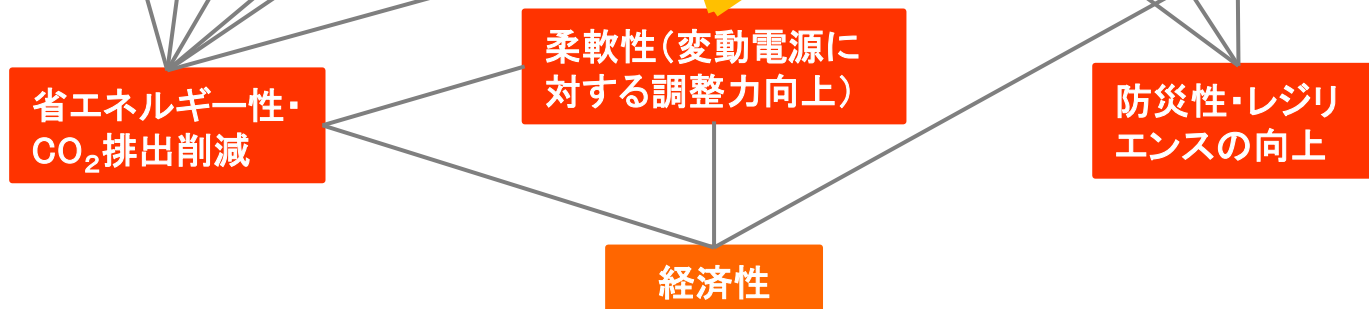 柔軟性(変動電源に
対する調整力向上)
省エネルギー性・
CO₂排出削減
防災性・レジリ
エンスの向上
経済性